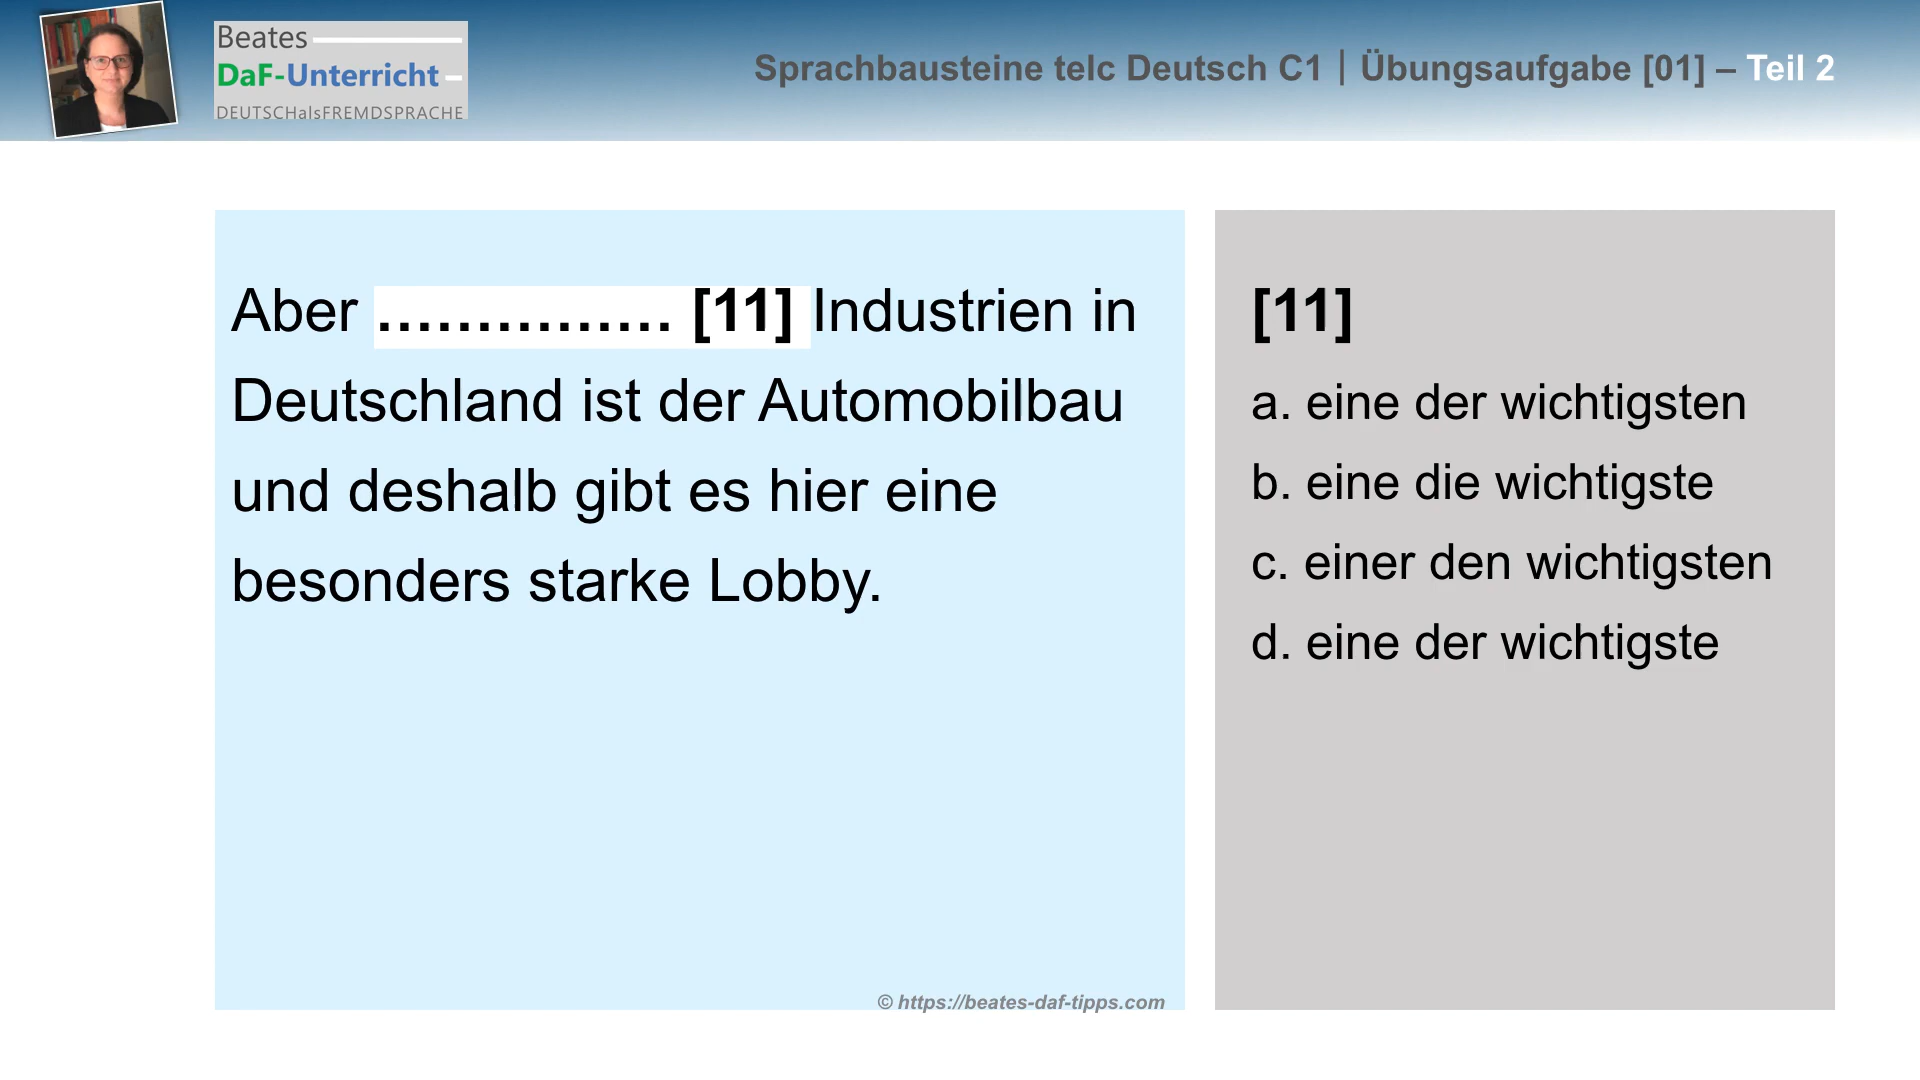 Beates
DaF-Unterricht
DEUTSCHalsFREMDSPRACHE
Sprachbausteine telc Deutsch C1 | Übungsaufgabe [01] – Teil 2
Aber …………… [11] Industrien in
Deutschland ist der Automobilbau
und deshalb gibt es hier eine
besonders starke Lobby.
© https://beates-daf-tipps.com
[11]
a. eine der wichtigsten
b. eine die wichtigste
c. einer den wichtigsten
d. eine der wichtigste